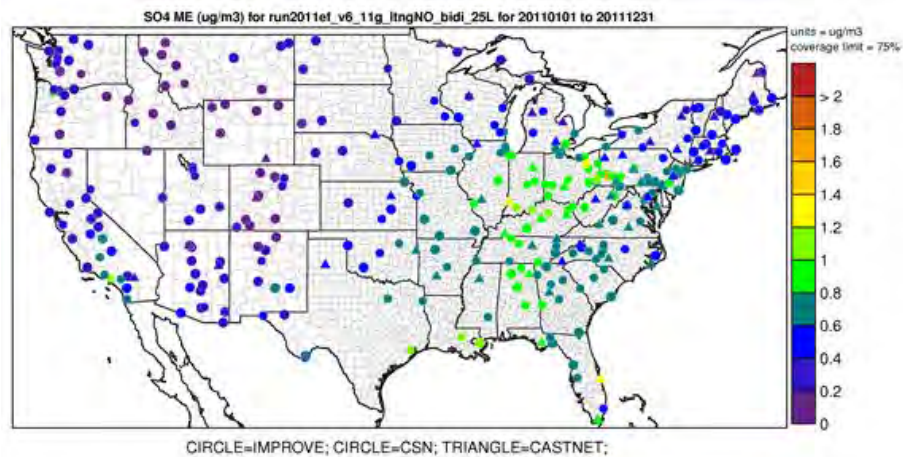 SO4 ME (ug/m3) for run2011ef_v6_11g_ltngNO_bidi_25L for 20110101 to 20111231
units = ug/m3
coverage limit = 75%
> 2
1.8
1.6
1.4
1.2
1
0.8
0.6
0.4
0.2
0
CIRCLE=IMPROVE; CIRCLE=CSN; TRIANGLE=CASTNET;